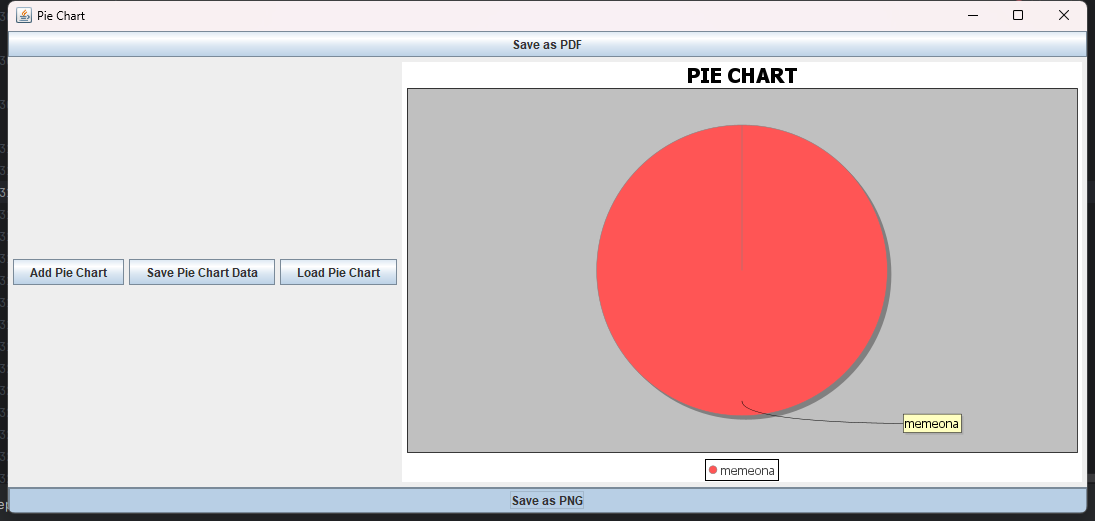 Pie Chart
Save as PDF
Add Pie Chart
Save Pie Chart Data
Load Pie Chart
PIE CHART
memeona
memeona
Save as PNG